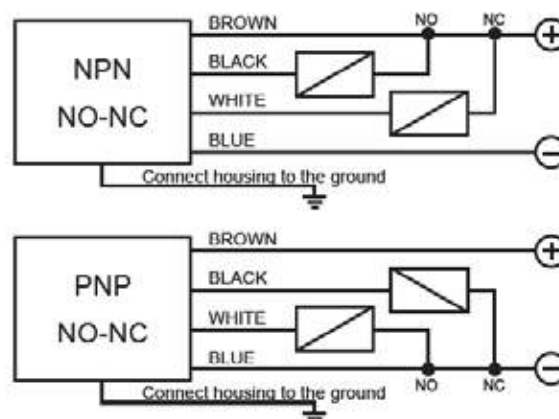 BROWN NO NC +
BLACK
NPN
NO-NC
WHITE
BLUE −
Connect housing to the ground
BROWN +
BLACK
PNP
NO-NC
WHITE
BLUE NO NC −
Connect housing to the ground